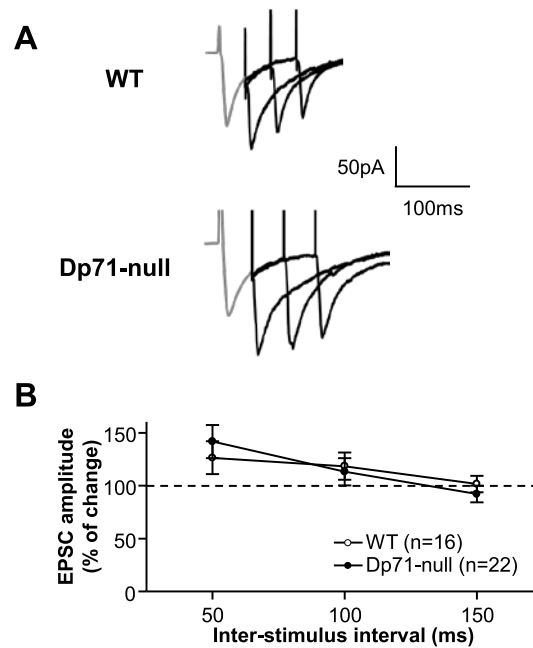 A
WT
50pA
100ms
Dp71-null
B
EPSC amplitude
(% of change)
150
100
50
0
WT (n=16)
Dp71-null (n=22)
50
100
150
Inter-stimulus interval (ms)